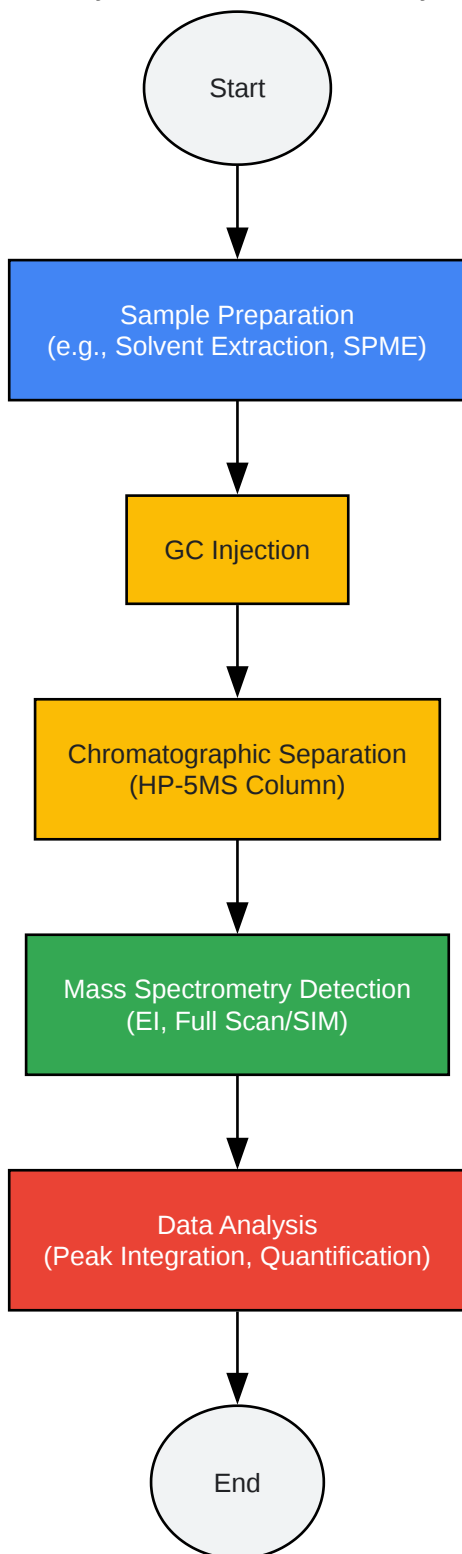 Start
Sample Preparation
(e.g., Solvent Extraction, SPME)
GC Injection
Chromatographic Separation
(HP-5MS Column)
Mass Spectrometry Detection
(EI, Full Scan/SIM)
Data Analysis
(Peak Integration, Quantification)
End